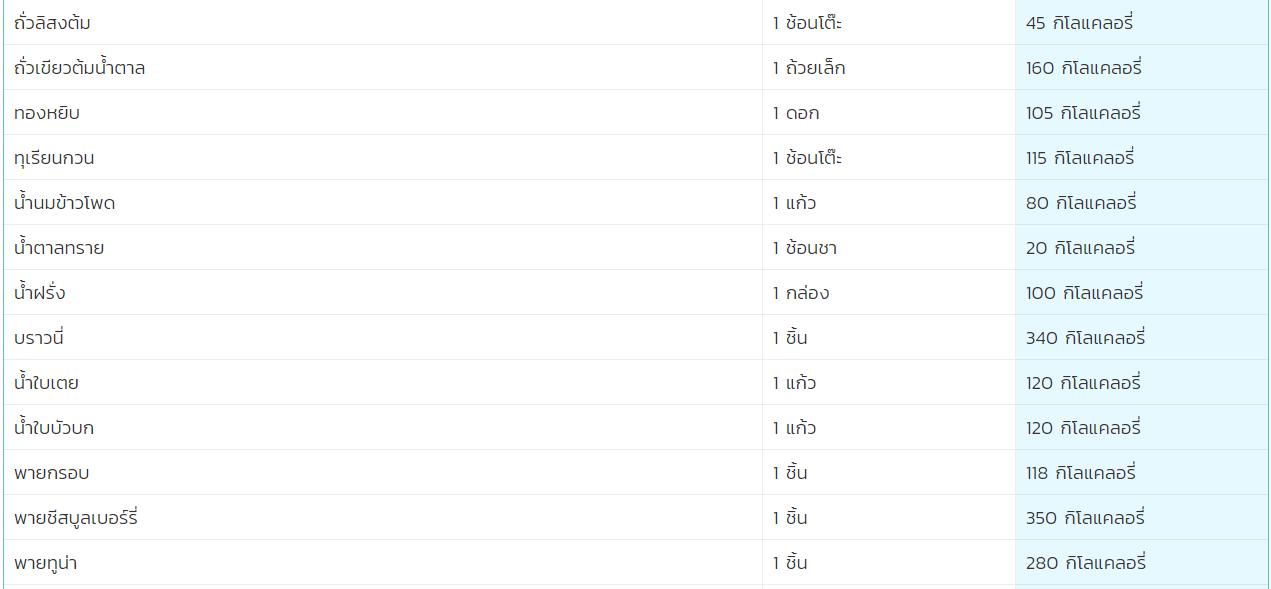 ถั่วลิสงต้ม 1 ช้อนโต๊ะ 45 กิโลแคลอรี่
ถั่วเขียวต้มน้ำตาล 1 ถ้วยเล็ก 160 กิโลแคลอรี่
ทองหยิบ 1 ดอก 105 กิโลแคลอรี่
ทุเรียนกวน 1 ช้อนโต๊ะ 115 กิโลแคลอรี่
น้ำนมข้าวโพด 1 แก้ว 80 กิโลแคลอรี่
น้ำตาลทราย 1 ช้อนชา 20 กิโลแคลอรี่
น้ำฝรั่ง 1 กล่อง 100 กิโลแคลอรี่
บราวนี่ 1 ชิ้น 340 กิโลแคลอรี่
น้ำใบเตย 1 แก้ว 120 กิโลแคลอรี่
น้ำใบบัวบก 1 แก้ว 120 กิโลแคลอรี่
พายกรอบ 1 ชิ้น 118 กิโลแคลอรี่
พายชีสบูลเบอร์รี่ 1 ชิ้น 350 กิโลแคลอรี่
พายทูน่า 1 ชิ้น 280 กิโลแคลอรี่